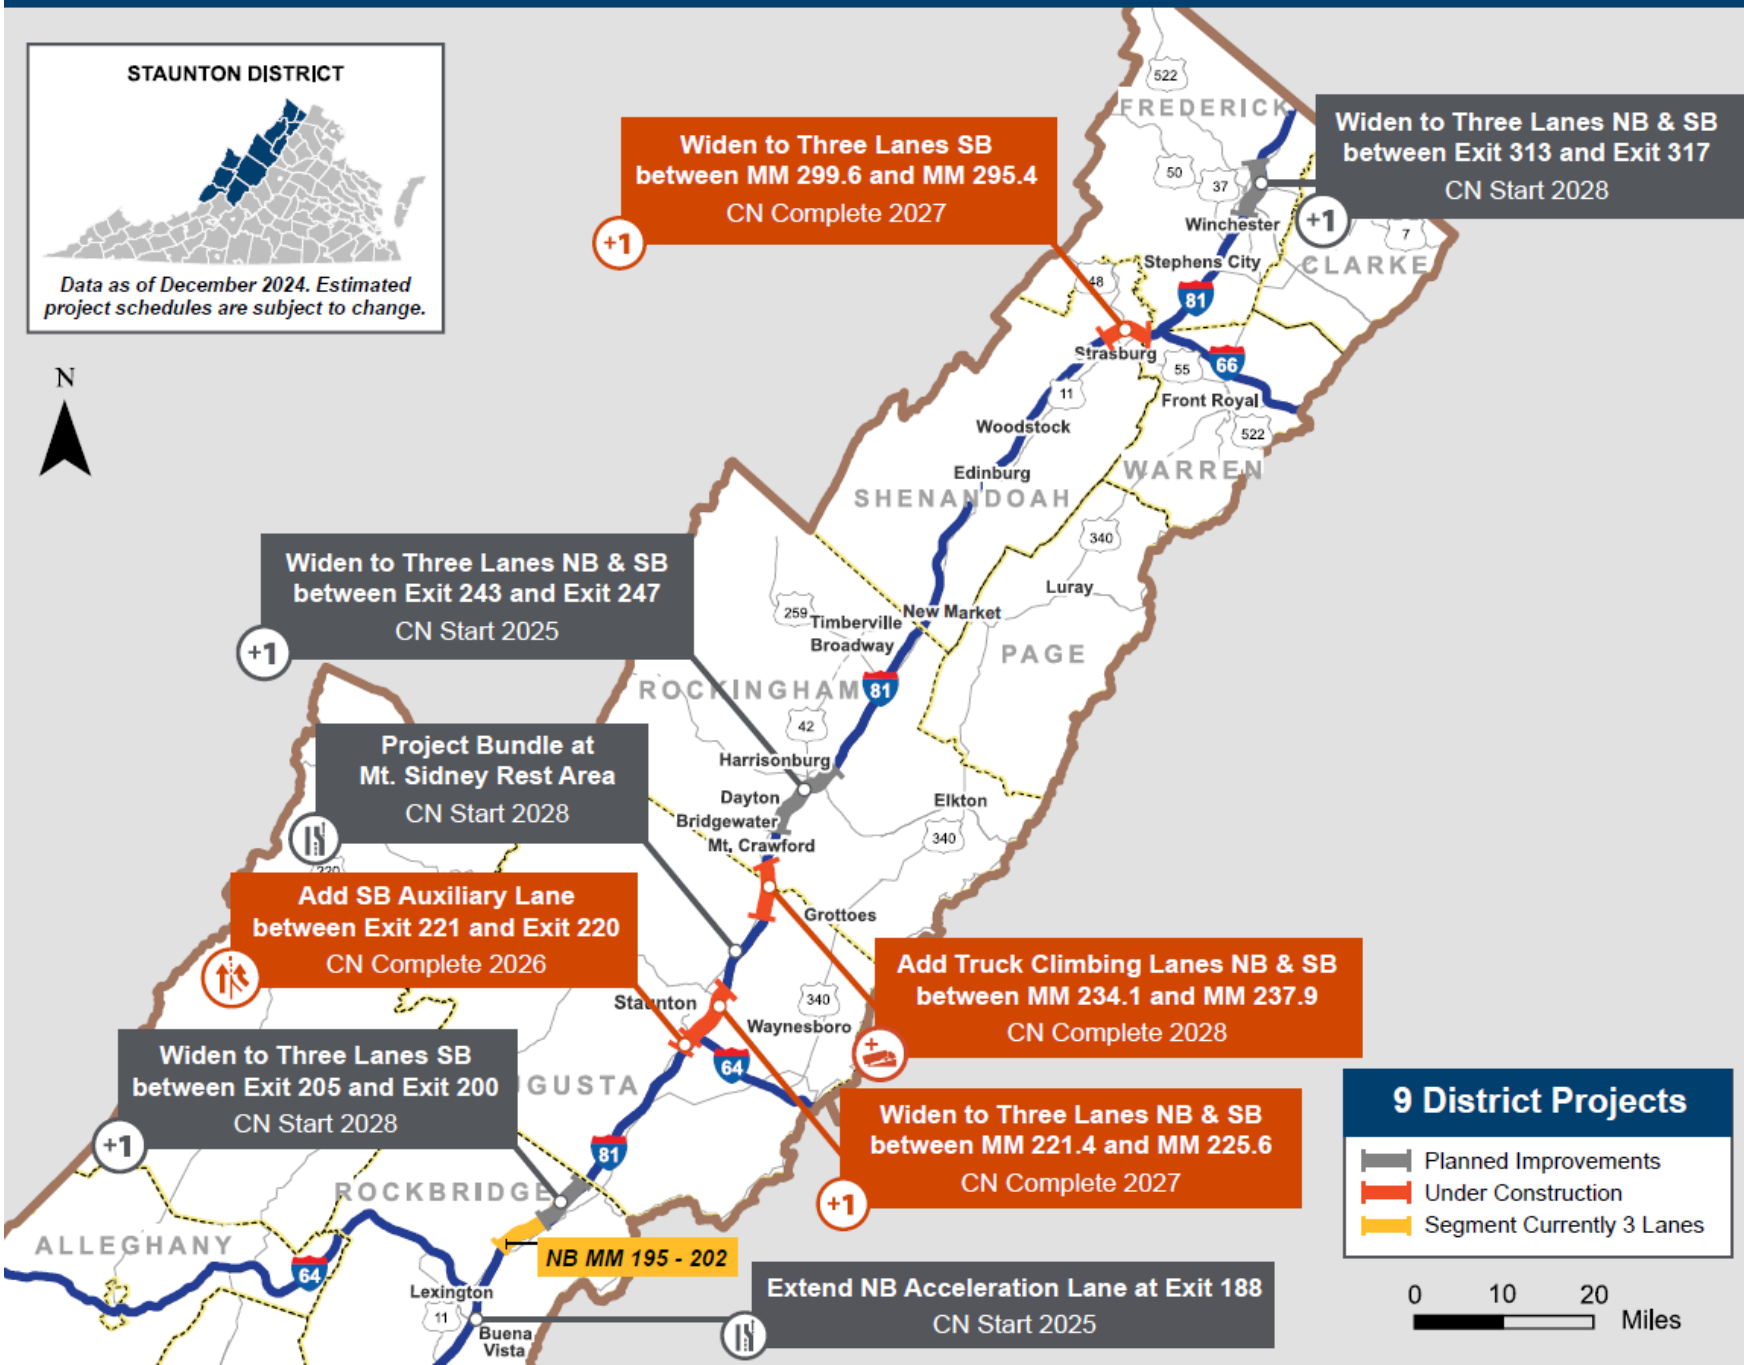 STAUNTON DISTRICT
Data as of December 2024. Estimated
project schedules are subject to change.
N
522
FREDERICK
Widen to Three Lanes NB & SB
between Exit 313 and Exit 317
CN Start 2028
+1
Widen to Three Lanes SB
between MM 299.6 and MM 295.4
CN Complete 2027
+1
50
37
Winchester
7
Stephens City
CLARKE
48
81
Strasburg
55
66
11
Front Royal
Woodstock
522
Edinburg
WARREN
SHENANDOAH
340
Widen to Three Lanes NB & SB
between Exit 243 and Exit 247
CN Start 2025
+1
Luray
259
Timberville
New Market
Broadway
PAGE
ROCKINGHAM
81
42
Project Bundle at
Mt. Sidney Rest Area
CN Start 2028
Harrisonburg
Dayton
Elkton
Bridgewater
340
Mt. Crawford
220
Add SB Auxiliary Lane
between Exit 221 and Exit 220
CN Complete 2026
Grottoes
Add Truck Climbing Lanes NB & SB
between MM 234.1 and MM 237.9
CN Complete 2028
+
Staunton
340
Waynesboro
Widen to Three Lanes SB
between Exit 205 and Exit 200
CN Start 2028
+1
64
UGUSTA
Widen to Three Lanes NB & SB
between MM 221.4 and MM 225.6
CN Complete 2027
+1
81
ROCKBRIDGE
ALLEGHANY
64
NB MM 195 - 202
Lexington
11
Buena
Vista
Extend NB Acceleration Lane at Exit 188
CN Start 2025
9 District Projects
Planned Improvements
Under Construction
Segment Currently 3 Lanes
0 10 20
Miles